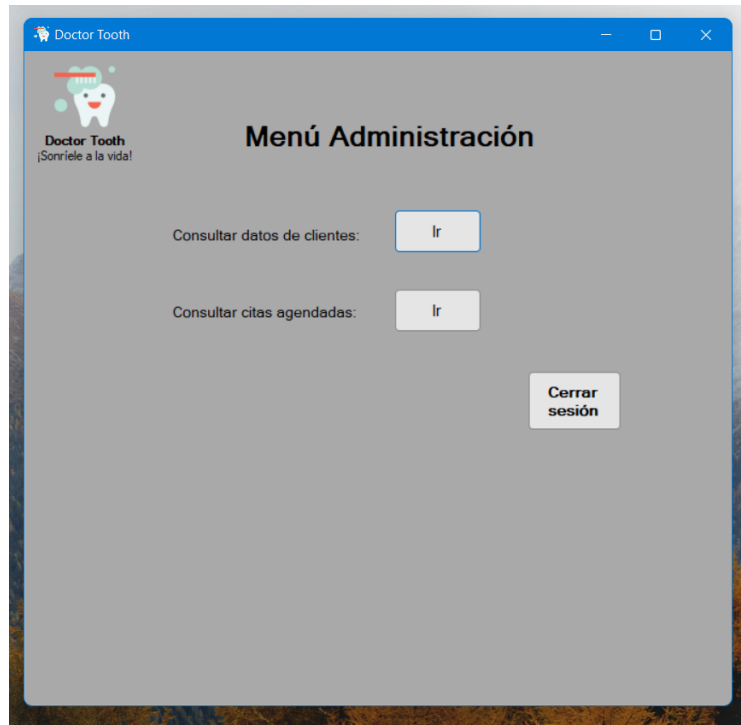 Doctor Tooth
Doctor Tooth
¡Sonríele a la vida!
Menú Administración
Consultar datos de clientes:
Ir
Consultar citas agendadas:
Ir
Cerrar
sesión